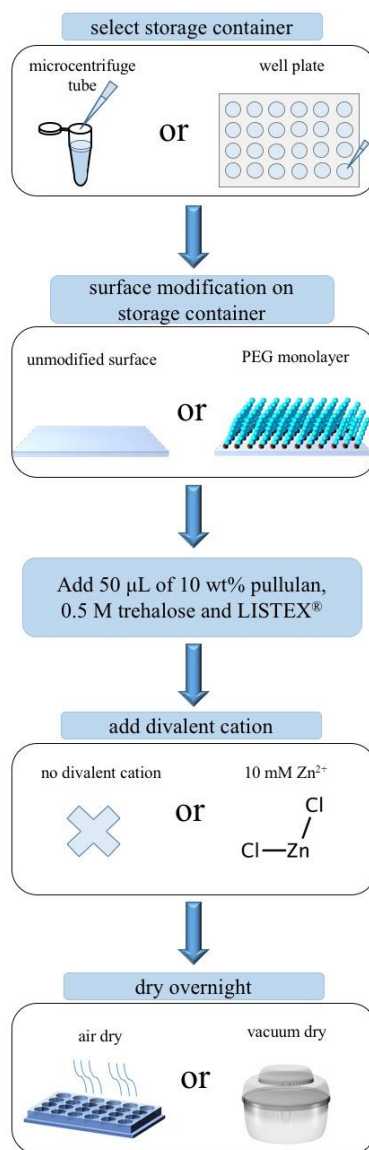 select storage container
microcentrifuge
tube
or
well plate
surface modification on
storage container
unmodified surface
or
PEG monolayer
Add 50 μL of 10 wt% pullulan,
0.5 M trehalose and LISTEX®
add divalent cation
no divalent cation
or
10 mM Zn²⁺
Cl
Cl—Zn
dry overnight
air dry
or
vacuum dry